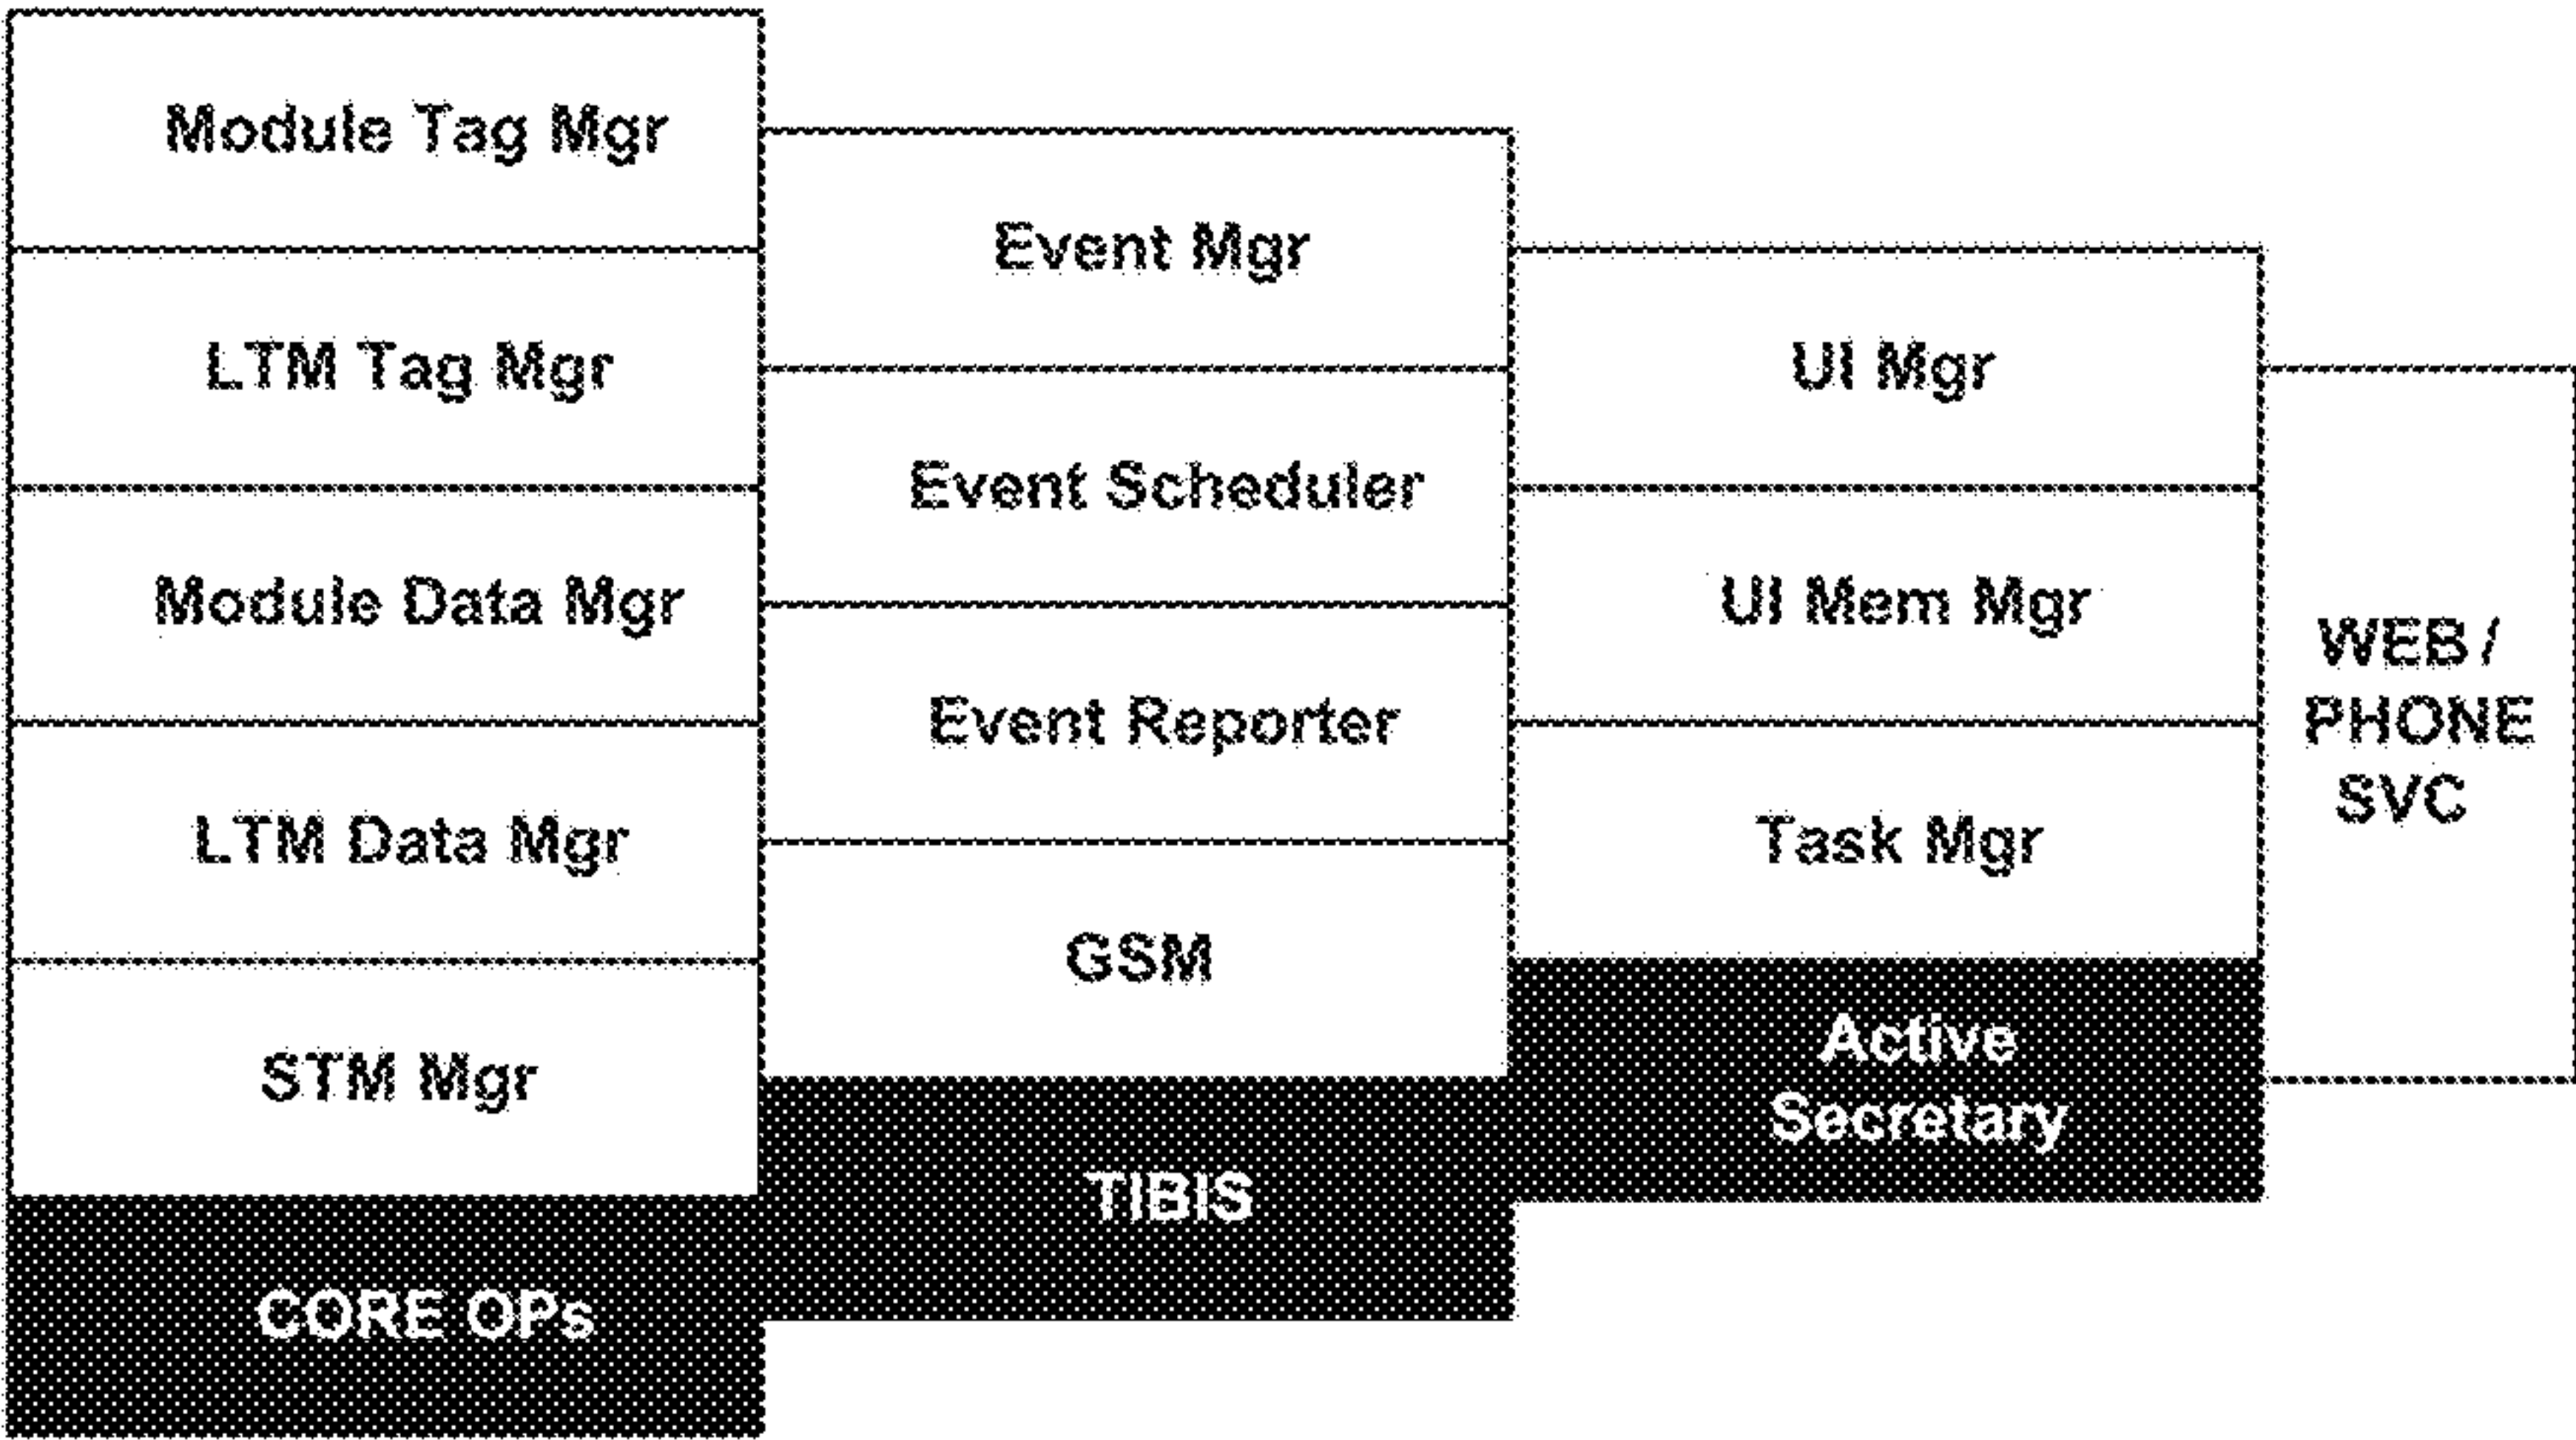 Module Tag Mgr
LTM Tag Mgr
Module Data Mgr
LTM Data Mgr
STM Mgr
CORE OPs
Event Mgr
Event Scheduler
Event Reporter
GSM
TIBIS
UI Mgr
UI Mem Mgr
Task Mgr
Active
Secretary
WEB /
PHONE
SVC